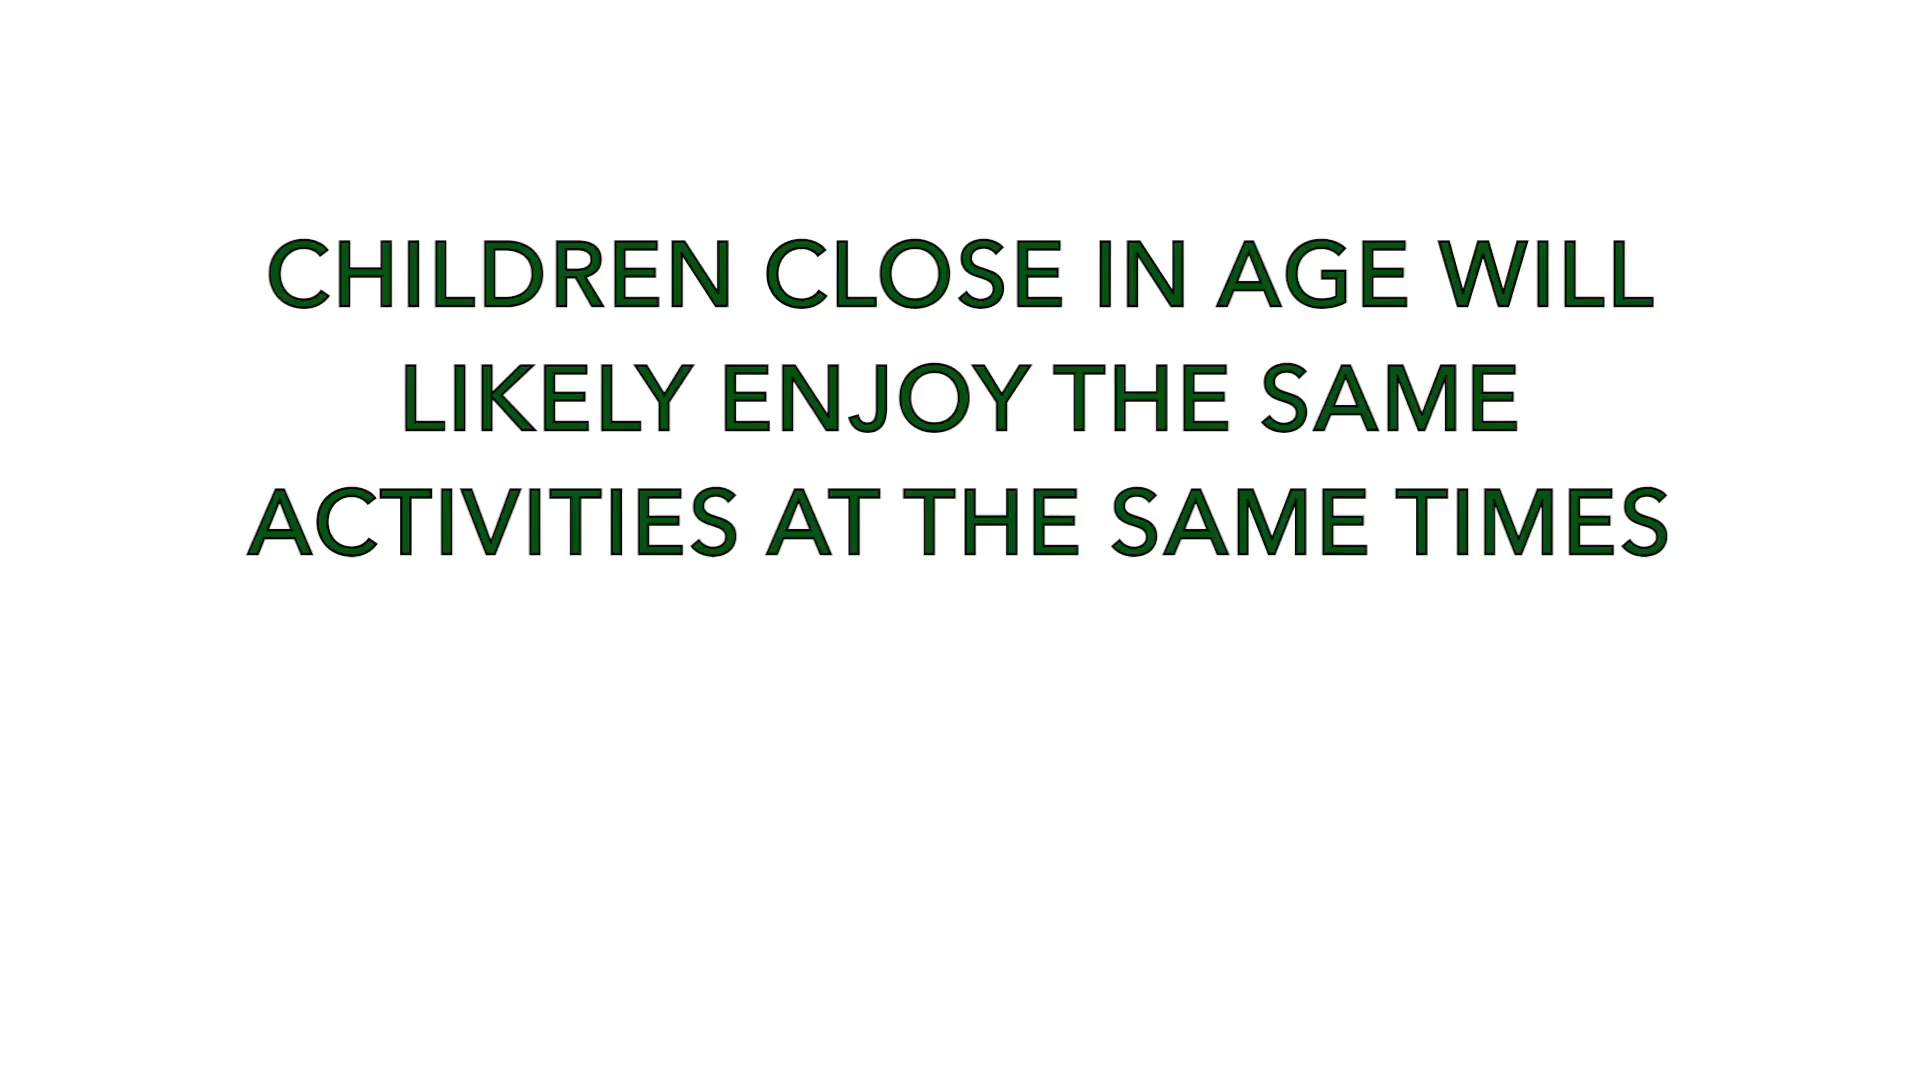 CHILDREN CLOSE IN AGE WILL
LIKELY ENJOY THE SAME
ACTIVITIES AT THE SAME TIMES